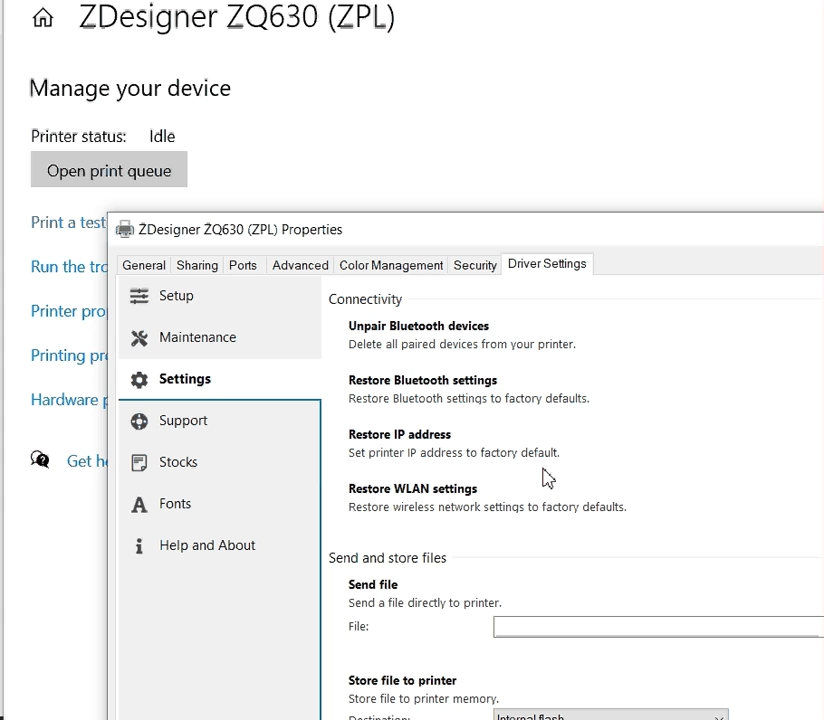 ZDesigner ZQ630 (ZPL)
Manage your device
Printer status: Idle
Open print queue
Print a test
Run the tro
Printer pro
Printing pr
Hardware p
Get he
ZDesigner ZQ630 (ZPL) Properties
General Sharing Ports Advanced Color Management Security Driver Settings
Setup
Maintenance
Settings
Support
Stocks
Fonts
Help and About
Connectivity
Unpair Bluetooth devices
Delete all paired devices from your printer.
Restore Bluetooth settings
Restore Bluetooth settings to factory defaults.
Restore IP address
Set printer IP address to factory default.
Restore WLAN settings
Restore wireless network settings to factory defaults.
Send and store files
Send file
Send a file directly to printer.
File:
Store file to printer
Store file to printer memory.
Destination: Internal flash